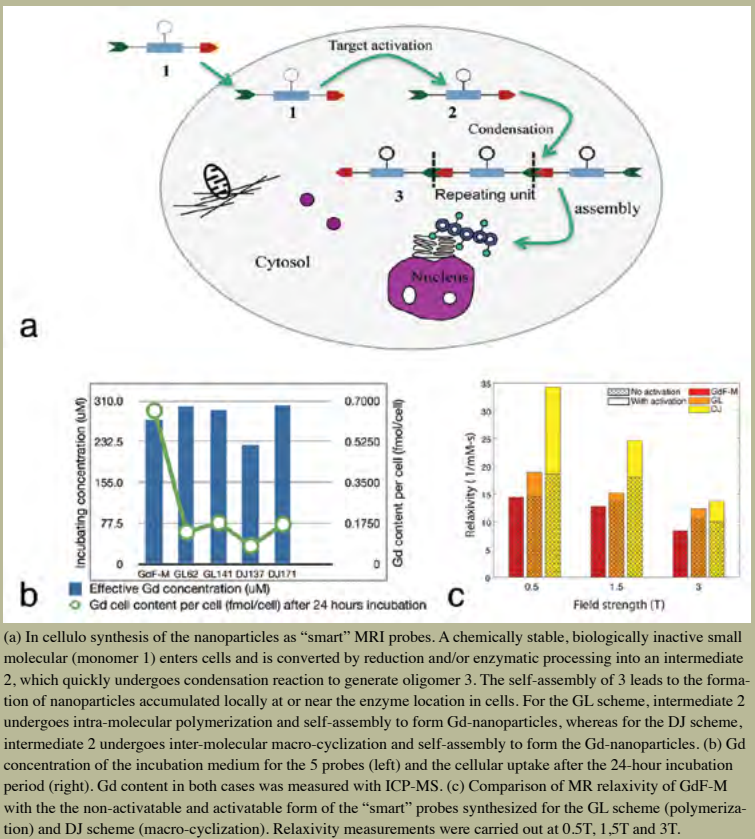 1
Target activation
1
2
Condensation
3
Repeating unit
assembly
Cytosol
Nucleus
a
310.0
232.5
155.0
77.5
0
Incubating concentration (uM)
0.7000
0.5250
0.3500
0.1750
0
Gd content per cell (fmol/cell)
GdF-M GL62 GL141 DJ137 DJ171
Effective Gd concentration (uM)
Gd cell content per cell (fmol/cell) after 24 hours incubation
b
35
30
25
20
15
10
5
0
Relaxivity ( 1/mM-s)
No activation
With activation
GdF-M
GL
DJ
0.5 1.5 3
Field strength (T)
c
(a) In cellulo synthesis of the nanoparticles as “smart” MRI probes. A chemically stable, biologically inactive small
molecular (monomer 1) enters cells and is converted by reduction and/or enzymatic processing into an intermediate
2, which quickly undergoes condensation reaction to generate oligomer 3. The self-assembly of 3 leads to the forma-
tion of nanoparticles accumulated locally at or near the enzyme location in cells. For the GL scheme, intermediate 2
undergoes intra-molecular polymerization and self-assembly to form Gd-nanoparticles, whereas for the DJ scheme,
intermediate 2 undergoes inter-molecular macro-cyclization and self-assembly to form the Gd-nanoparticles. (b) Gd
concentration of the incubation medium for the 5 probes (left) and the cellular uptake after the 24-hour incubation
period (right). Gd content in both cases was measured with ICP-MS. (c) Comparison of MR relaxivity of GdF-M
with the the non-activatable and activatable form of the “smart” probes synthesized for the GL scheme (polymeriza-
tion) and DJ scheme (macro-cyclization). Relaxivity measurements were carried out at 0.5T, 1,5T and 3T.